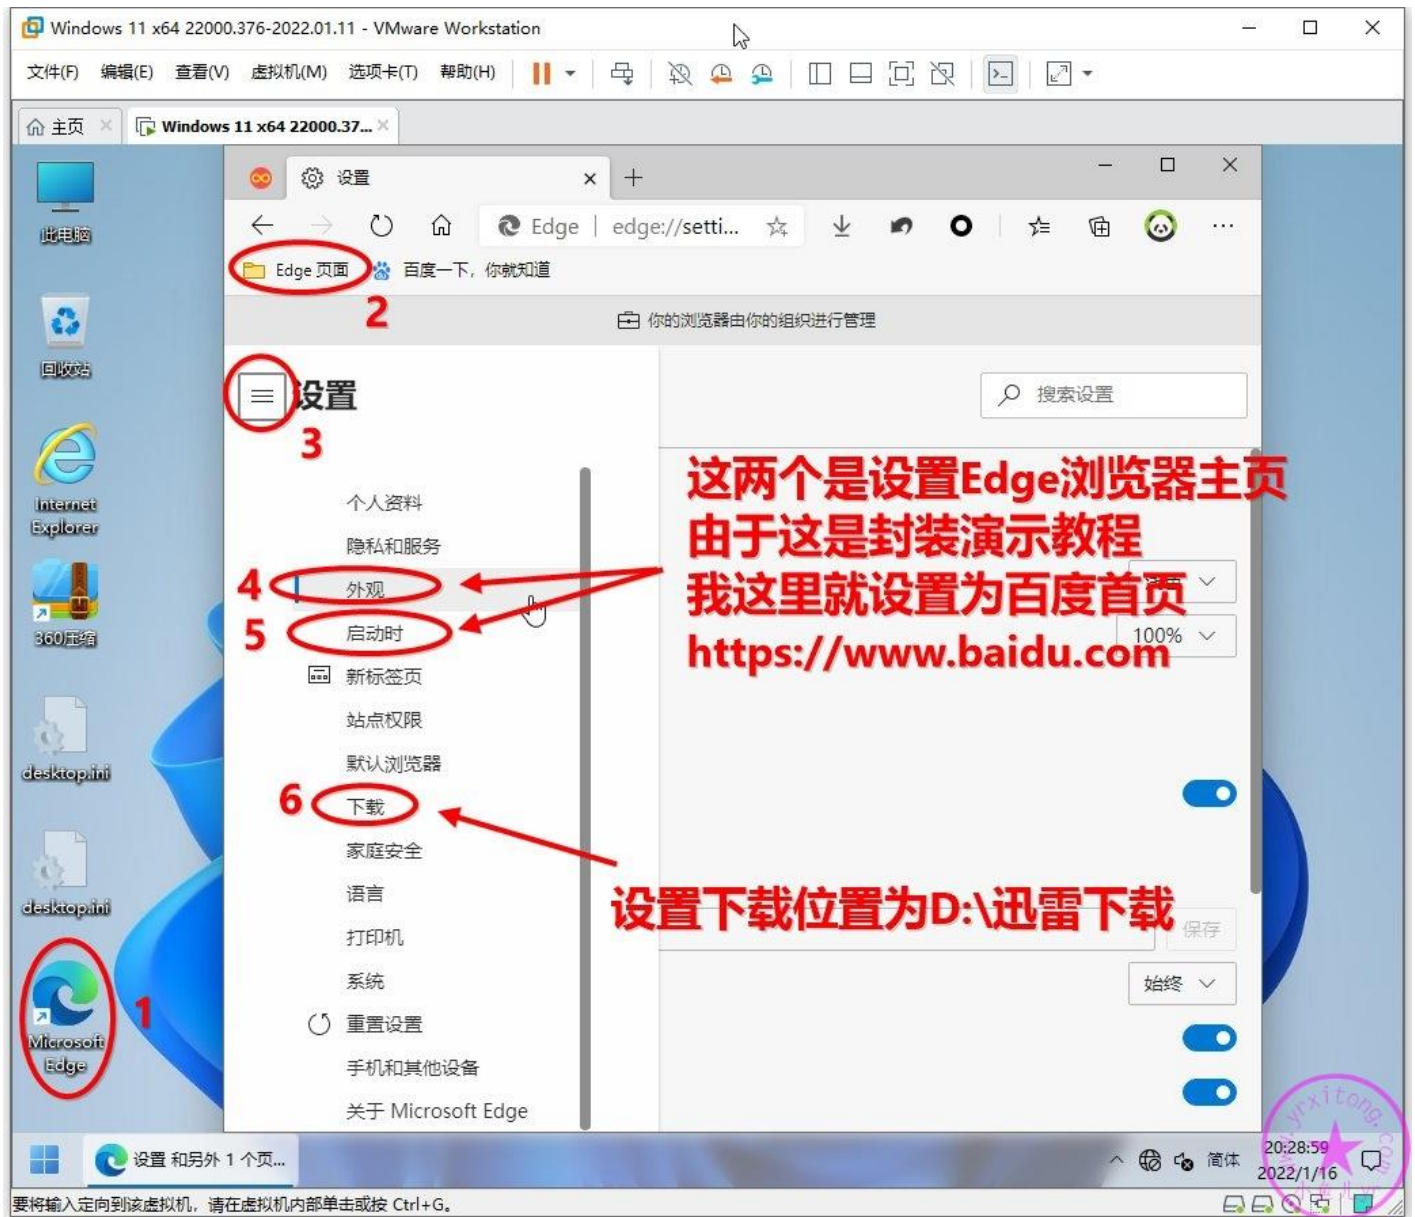 Windows 11 x64 22000.376-2022.01.11 - VMware Workstation
文件(F) 编辑(E) 查看(V) 虚拟机(M) 选项卡(T) 帮助(H)
主页
Windows 11 x64 22000.37...
此电脑
回收站
Internet
Explorer
360压缩
desktop.ini
desktop.ini
Microsoft
Edge
1
设置
Edge | edge://setti...
Edge 页面
百度一下，你就知道
2
你的浏览器由你的组织进行管理
设置
搜索设置
3
个人资料
隐私和服务
4
外观
5
启动时
新标签页
站点权限
默认浏览器
6
下载
家庭安全
语言
打印机
系统
重置设置
手机和其他设备
关于 Microsoft Edge
这两个是设置Edge浏览器主页
由于这是封装演示教程
我这里就设置为百度首页
100%
https://www.baidu.com
设置下载位置为D:\迅雷下载
保存
始终
设置 和另外 1 个页...
简体
20:28:59
2022/1/16
要将输入定向到该虚拟机，请在虚拟机内部单击或按 Ctrl+G。